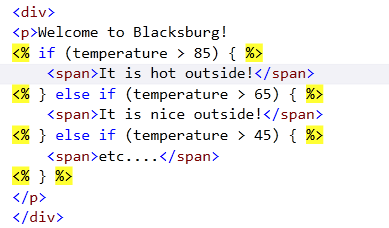 <div>
<p>Welcome to Blacksburg!
<% if (temperature > 85) { %>
    <span>It is hot outside!</span>
<% } else if (temperature > 65) { %>
    <span>It is nice outside!</span>
<% } else if (temperature > 45) { %>
    <span>etc....</span>
<% } %>
</p>
</div>